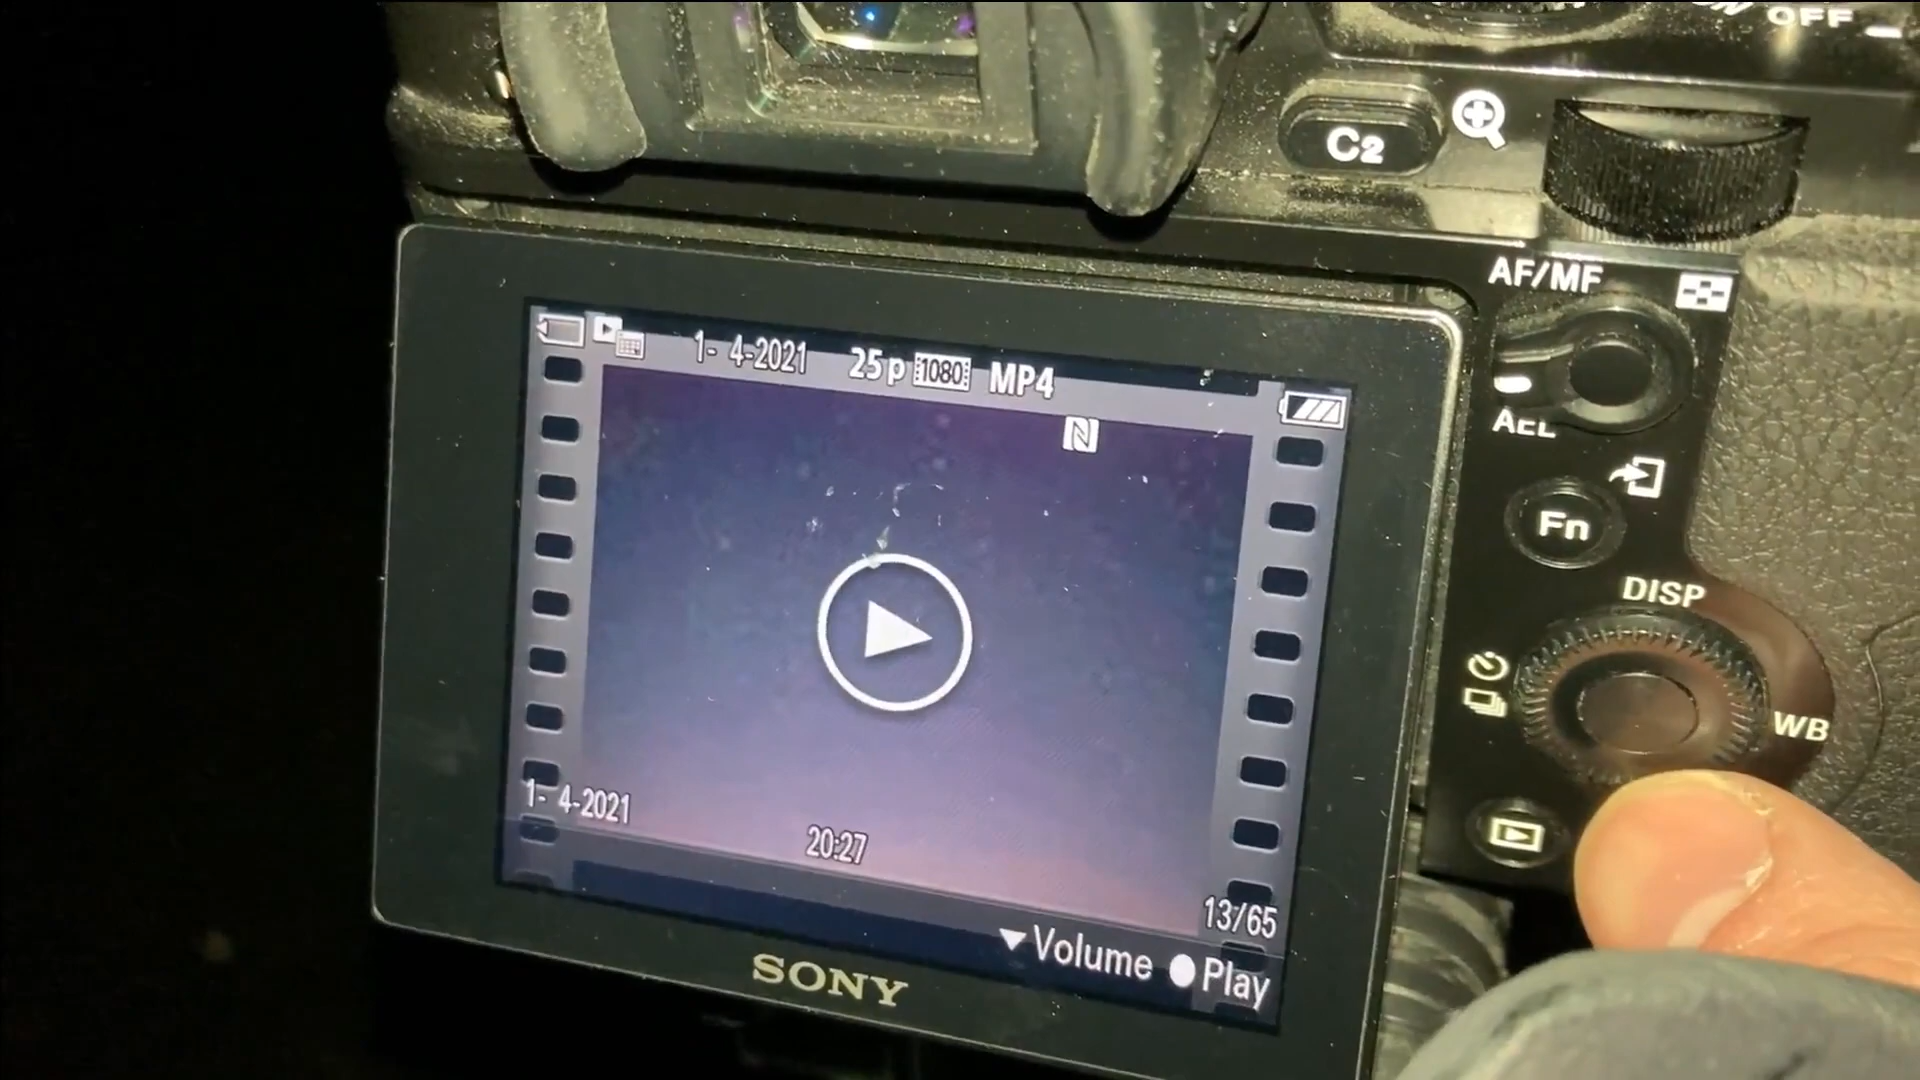 OFF
C2
AF/MF
AEL
1- 4-2021 25p 1080 MP4
N
Fn
DISP
WB
1- 4-2021
20:27
13/65
Volume Play
SONY